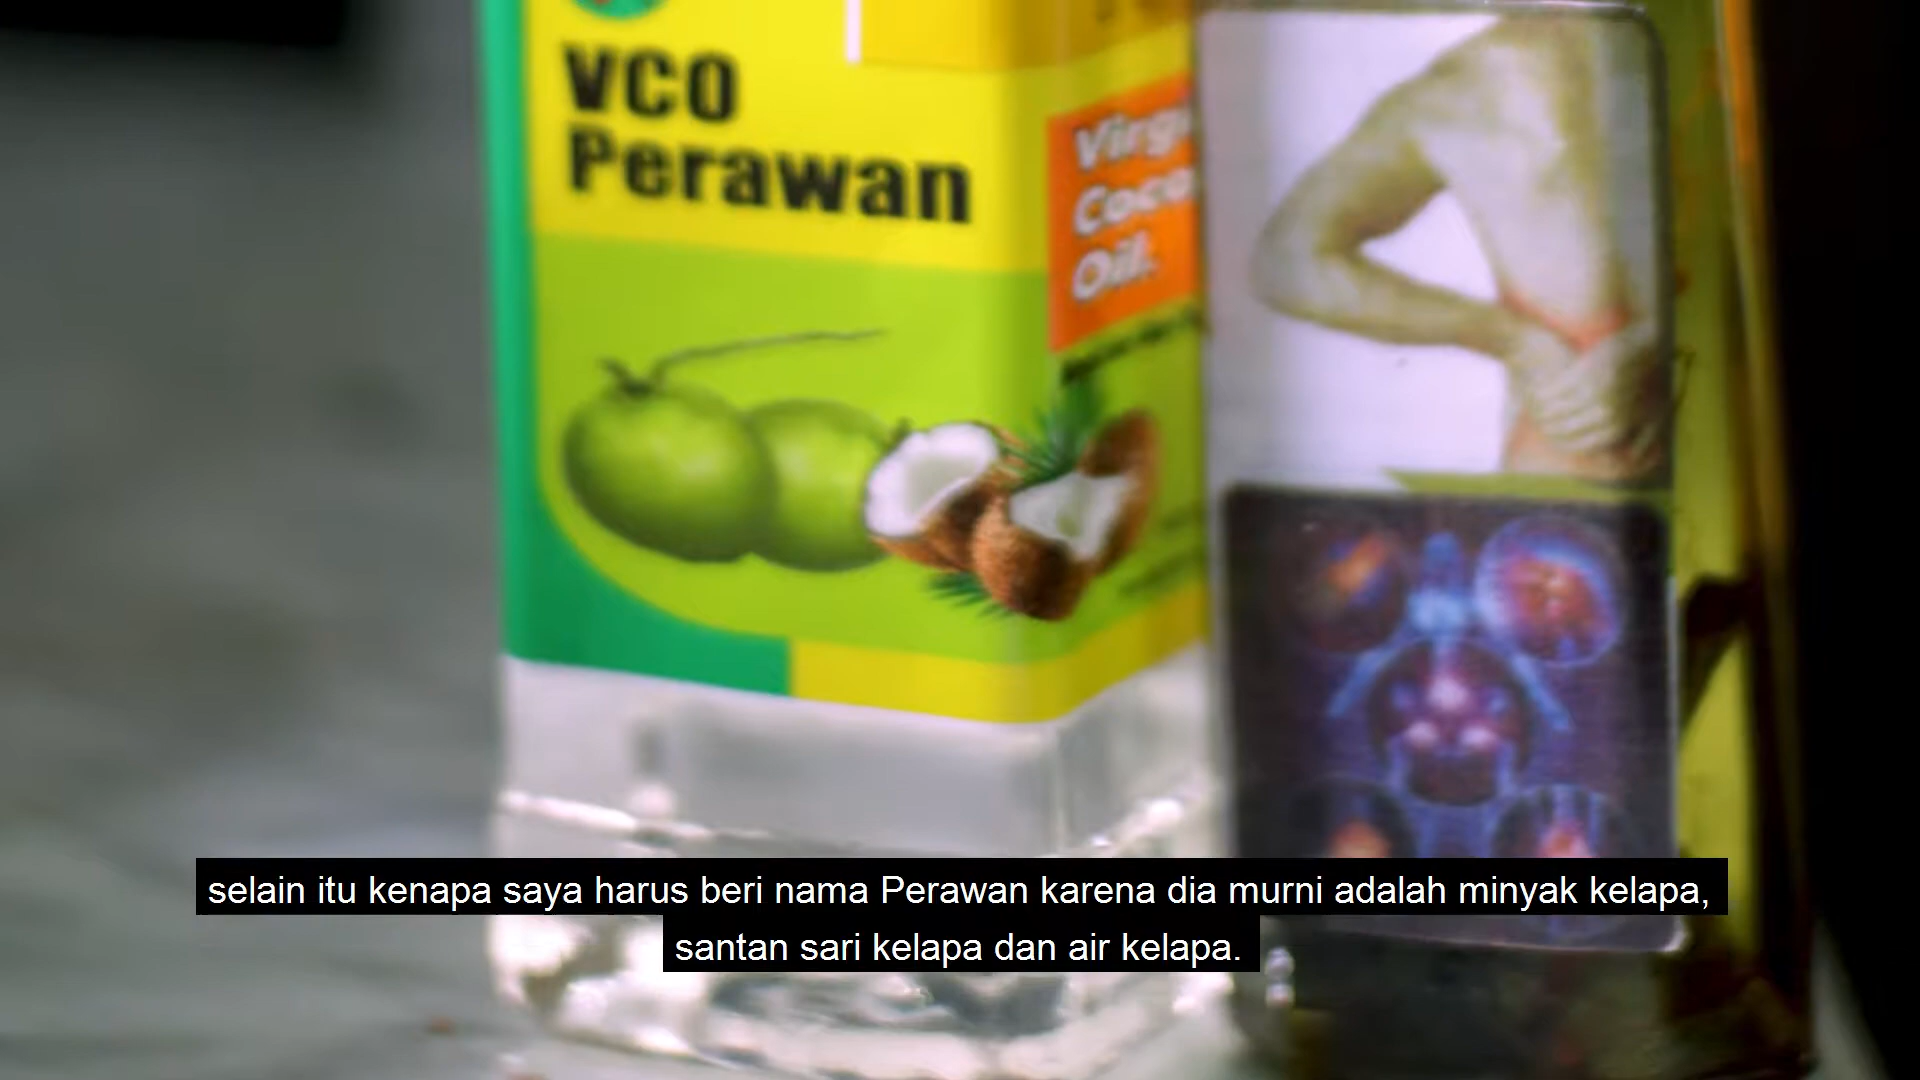 VCO
Perawan
Oil.
selain itu kenapa saya harus beri nama Perawan karena dia murni adalah minyak kelapa,
santan sari kelapa dan air kelapa.